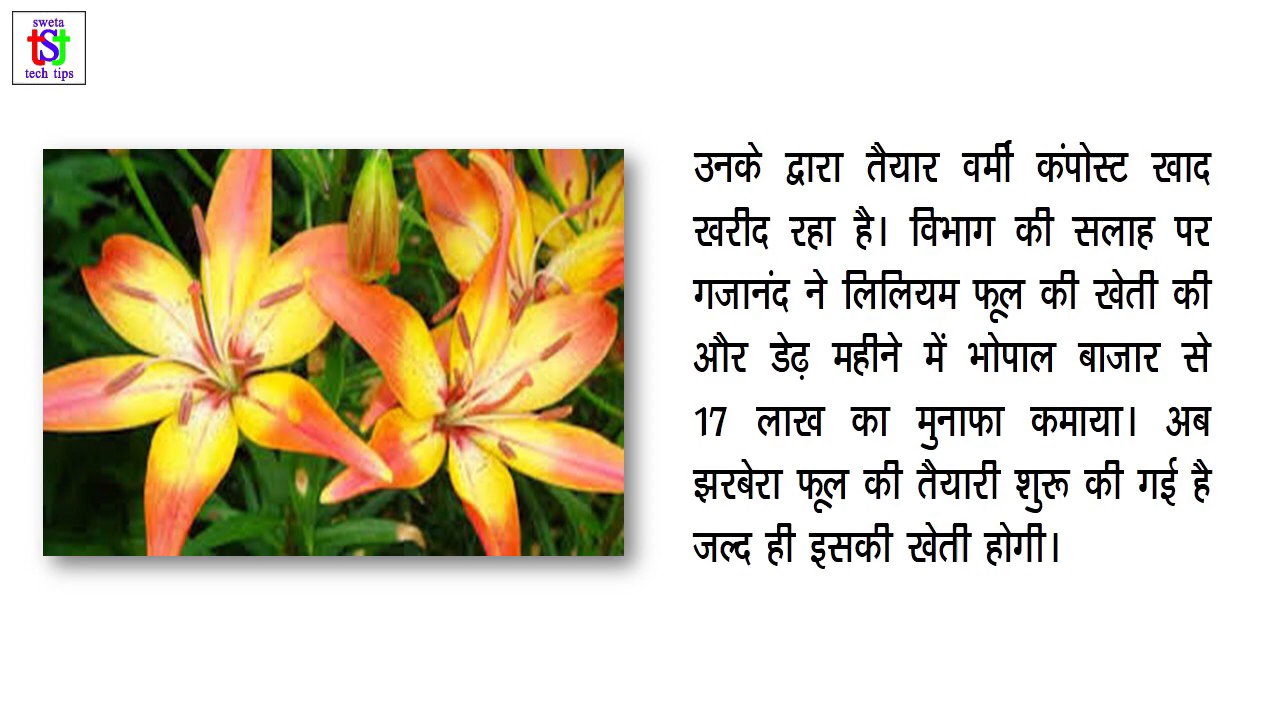 sweta
tst
tech tips
उनके द्वारा तैयार वर्मी कंपोस्ट खाद
खरीद रहा है। विभाग की सलाह पर
गजानंद ने लिलियम फूल की खेती की
और डेढ़ महीने में भोपाल बाजार से
17 लाख का मुनाफा कमाया। अब
झरबेरा फूल की तैयारी शुरू की गई है
जल्द ही इसकी खेती होगी।